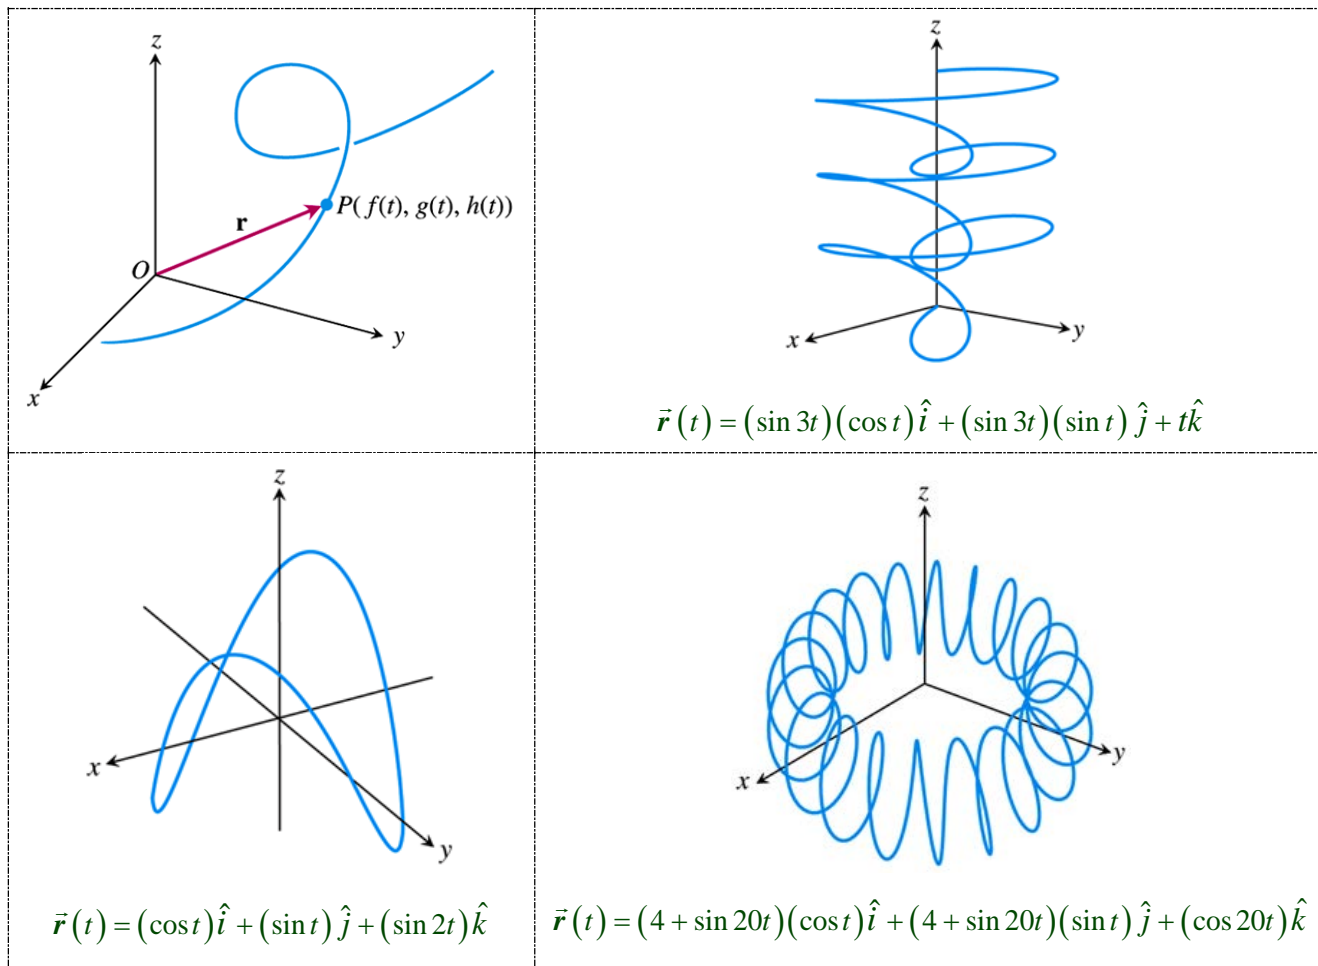 z
P(f(t), g(t), h(t))
r
O
y
x
z
x
y
r⃗(t) = (sin 3t)(cos t) î + (sin 3t)(sin t) ĵ + t k̂
z
x
y
r⃗(t) = (cos t) î + (sin t) ĵ + (sin 2t) k̂
z
y
x
r⃗(t) = (4 + sin 20t)(cos t) î + (4 + sin 20t)(sin t) ĵ + (cos 20t) k̂